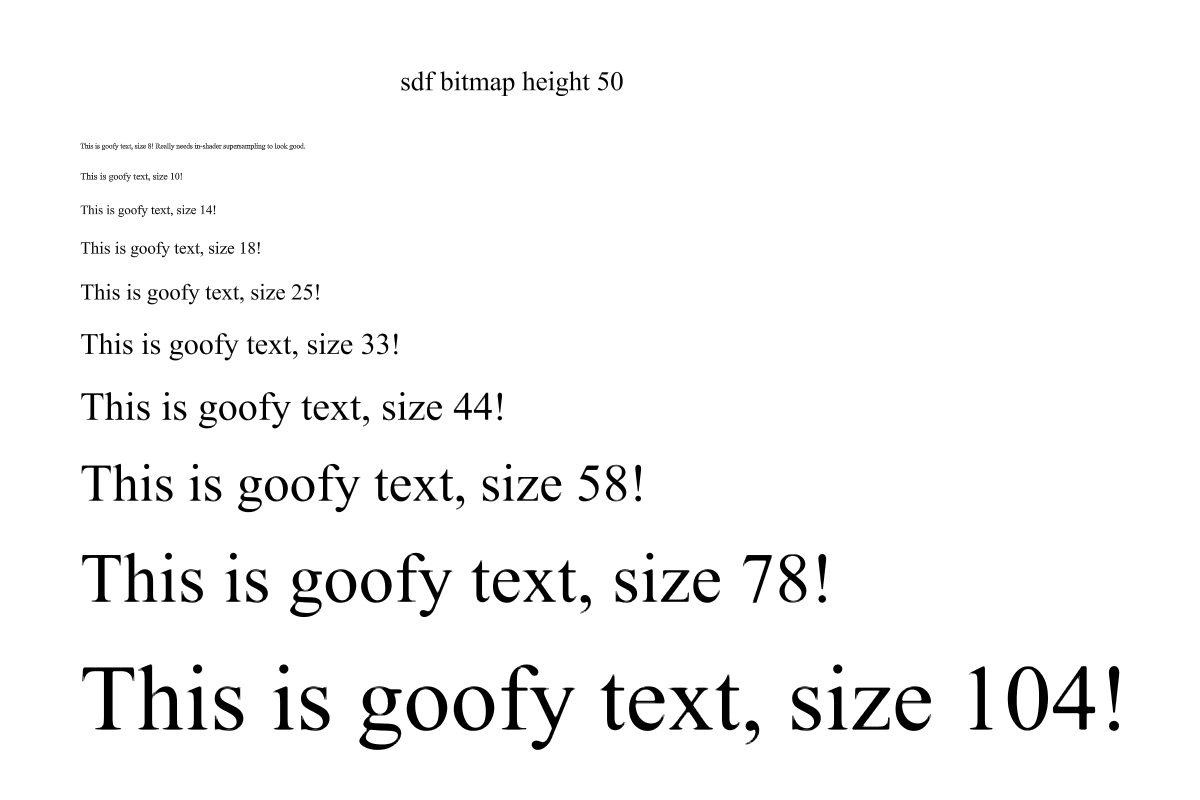 sdf bitmap height 50
This is goofy text, size 8! Really needs in-shader supersampling to look good.
This is goofy text, size 10!
This is goofy text, size 14!
This is goofy text, size 18!
This is goofy text, size 25!
This is goofy text, size 33!
This is goofy text, size 44!
This is goofy text, size 58!
This is goofy text, size 78!
This is goofy text, size 104!